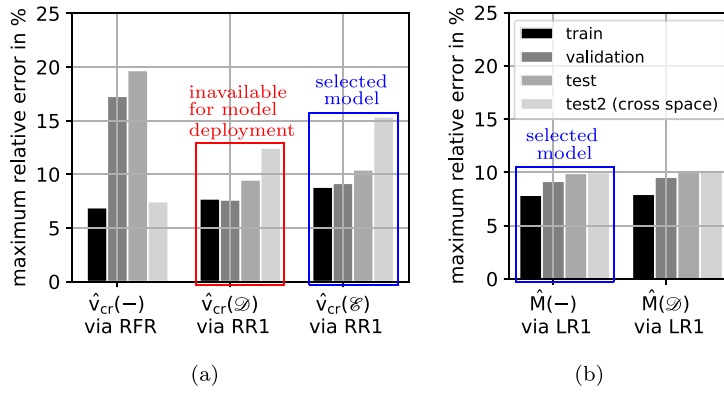 maximum relative error in %
25
20
15
10
5
0
inavailable
for model
deployment
selected
model
v̂cr(−)
via RFR
v̂cr(𝒟)
via RR1
v̂cr(ℰ)
via RR1
(a)
maximum relative error in %
25
20
15
10
5
0
train
validation
test
test2 (cross space)
selected
model
M̂(−)
via LR1
M̂(𝒟)
via LR1
(b)